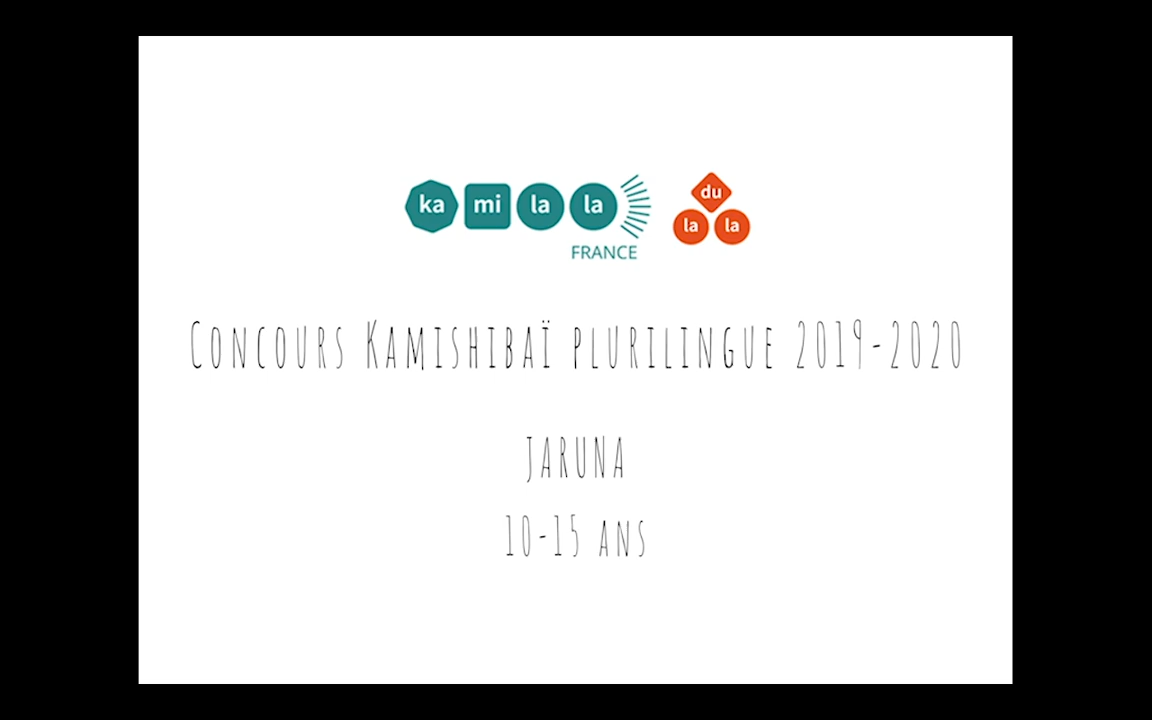 ka mi la la
FRANCE
du
la la
Concours Kamishibaï plurilingue 2019-2020
JARUNA
10-15 ans